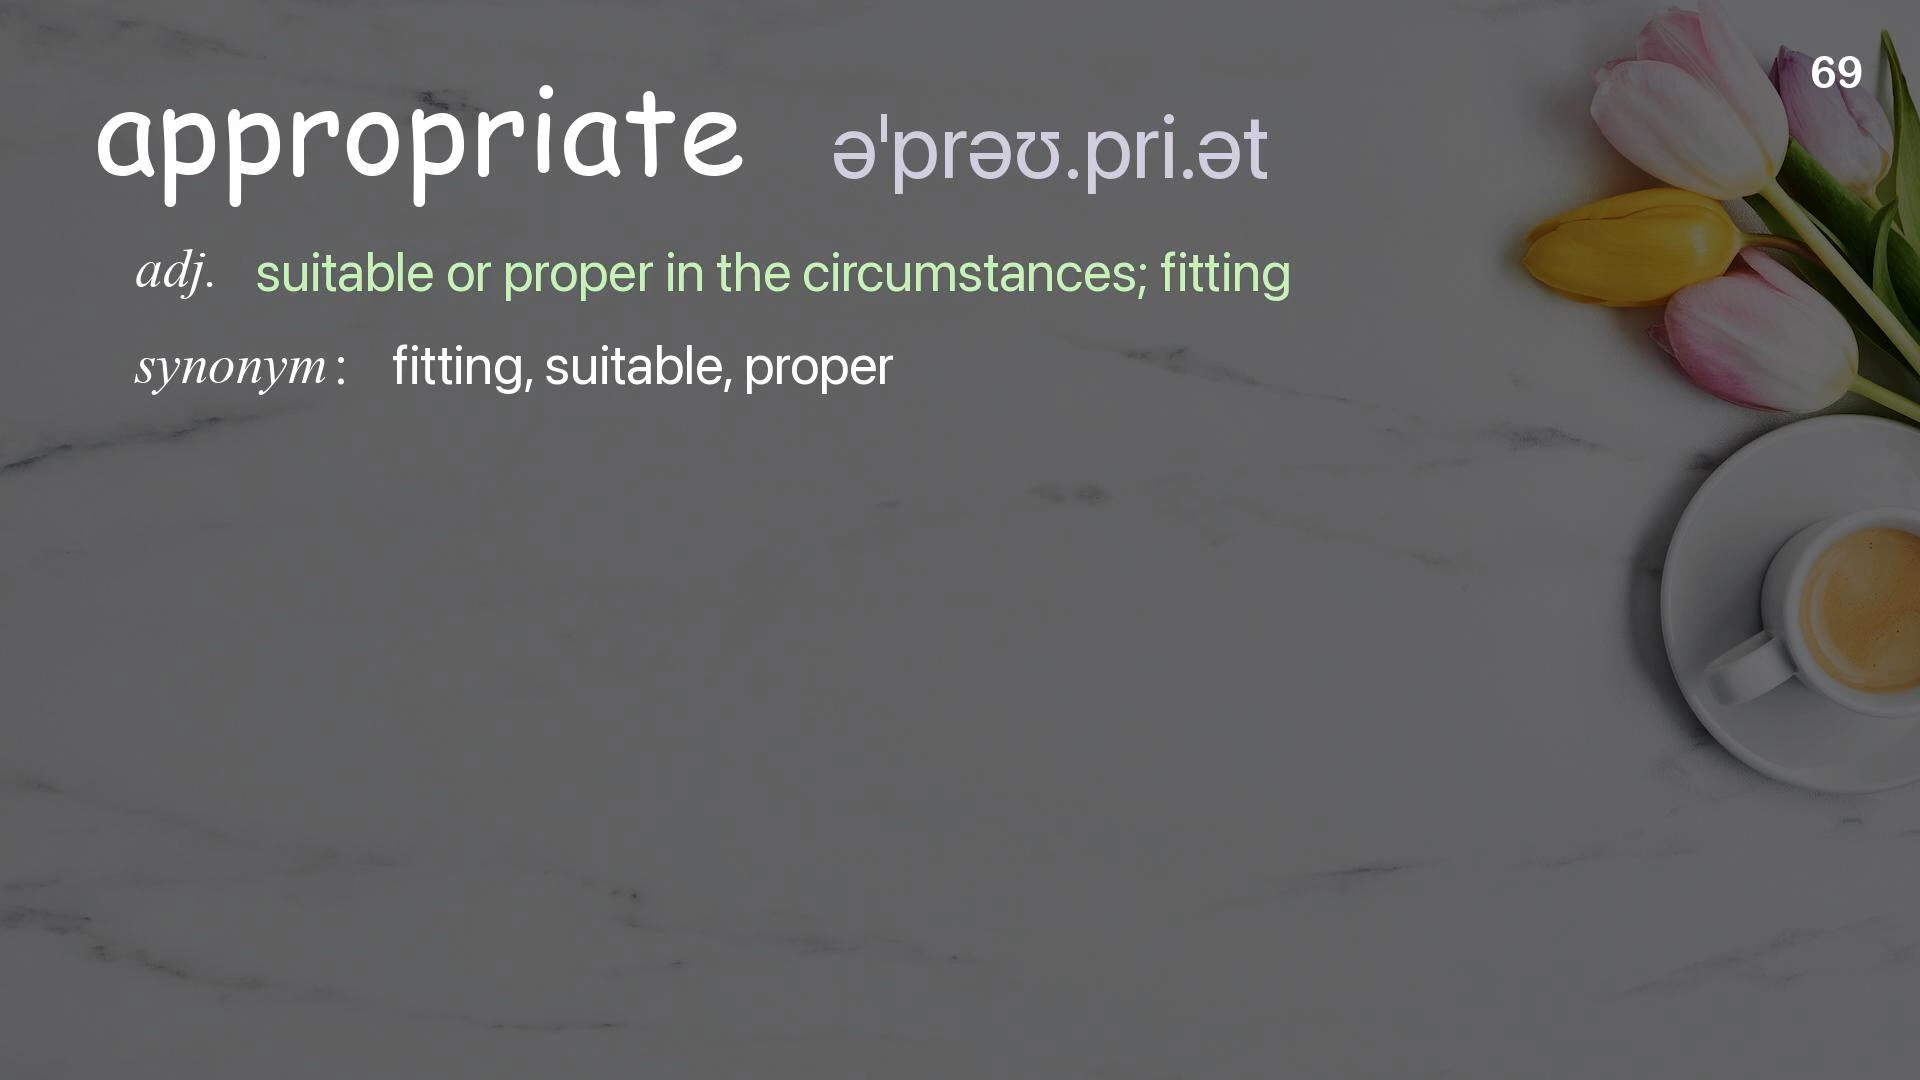 69
appropriate əˈprəʊ.pri.ət
adj. suitable or proper in the circumstances; fitting
synonym: fitting, suitable, proper